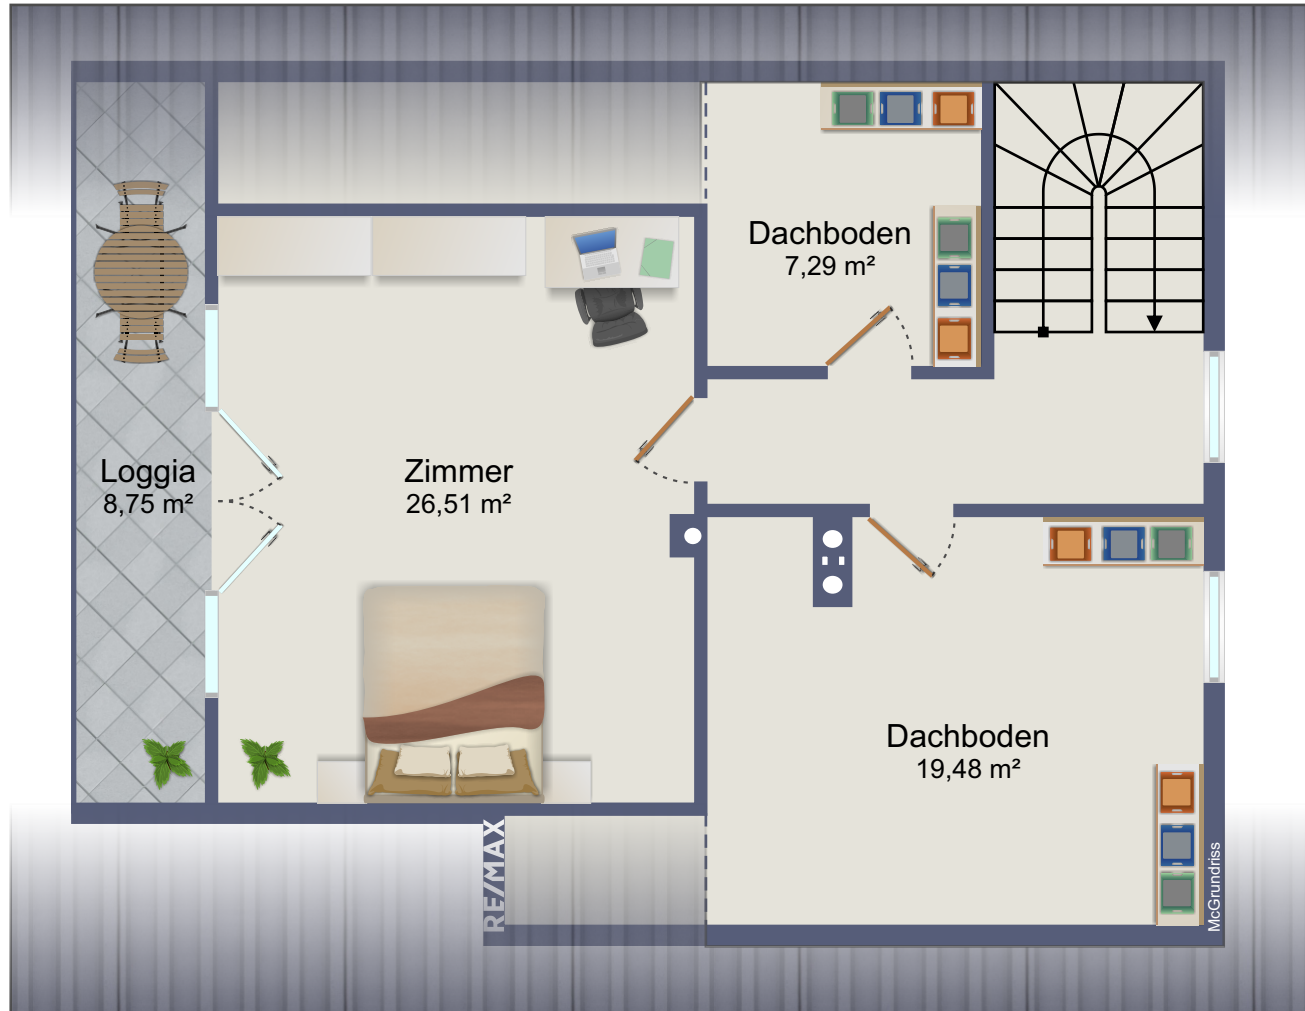 Dachboden
7,29 m²
Loggia
8,75 m²
Zimmer
26,51 m²
Dachboden
19,48 m²
RE/MAX
McGrundriss